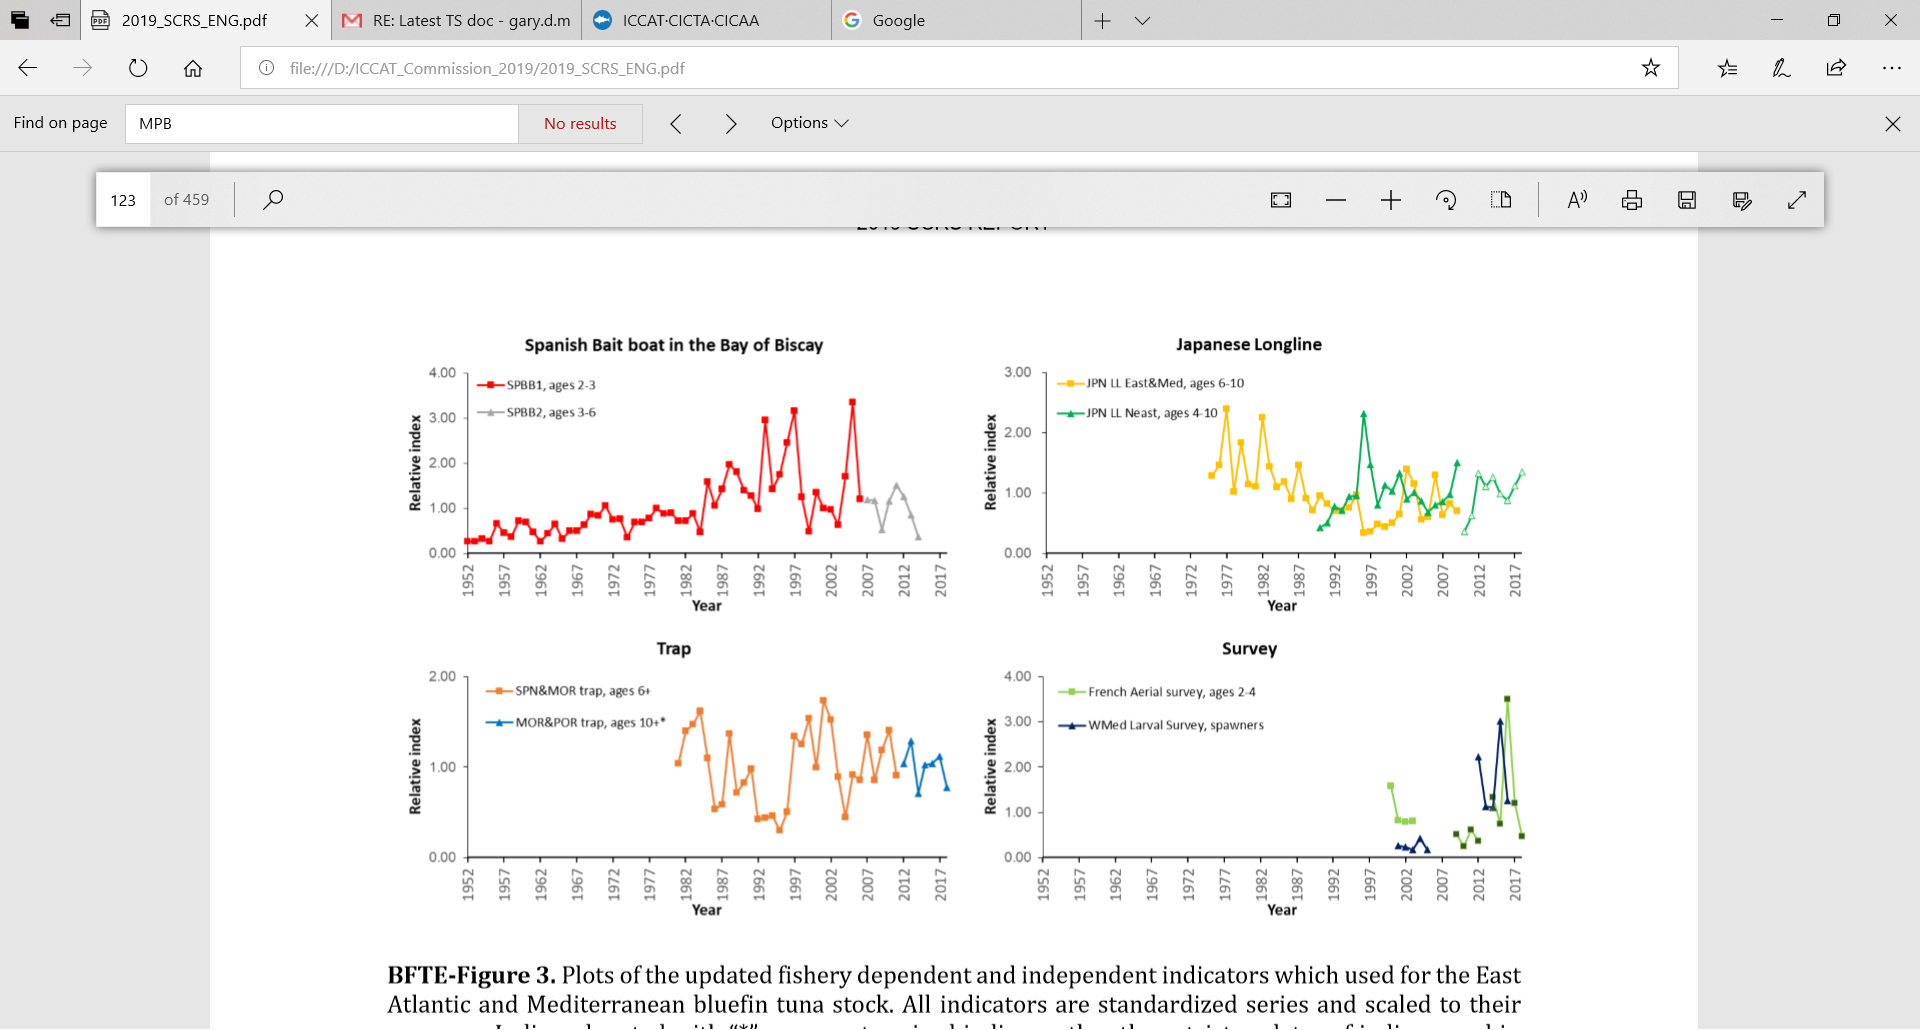 2019_SCRS_ENG.pdf
RE: Latest TS doc - gary.d.m
ICCAT·CICTA·CICAA
Google
file:///D:/ICCAT_Commission_2019/2019_SCRS_ENG.pdf
Find on page
MPB
No results
Options
123
of 459
Spanish Bait boat in the Bay of Biscay
4.00
3.00
2.00
1.00
0.00
Relative index
SPBB1, ages 2-3
SPBB2, ages 3-6
1952 1957 1962 1967 1972 1977 1982 1987 1992 1997 2002 2007 2012 2017
Year
Japanese Longline
3.00
2.00
1.00
0.00
Relative index
JPN LL East&Med, ages 6-10
JPN LL Neast, ages 4-10
1952 1957 1962 1967 1972 1977 1982 1987 1992 1997 2002 2007 2012 2017
Year
Trap
2.00
1.00
0.00
Relative index
SPN&MOR trap, ages 6+
MOR&POR trap, ages 10+*
1952 1957 1962 1967 1972 1977 1982 1987 1992 1997 2002 2007 2012 2017
Year
Survey
4.00
3.00
2.00
1.00
0.00
Relative index
French Aerial survey, ages 2-4
WMed Larval Survey, spawners
1952 1957 1962 1967 1972 1977 1982 1987 1992 1997 2002 2007 2012 2017
Year
BFTE-Figure 3. Plots of the updated fishery dependent and independent indicators which used for the East
Atlantic and Mediterranean bluefin tuna stock. All indicators are standardized series and scaled to their